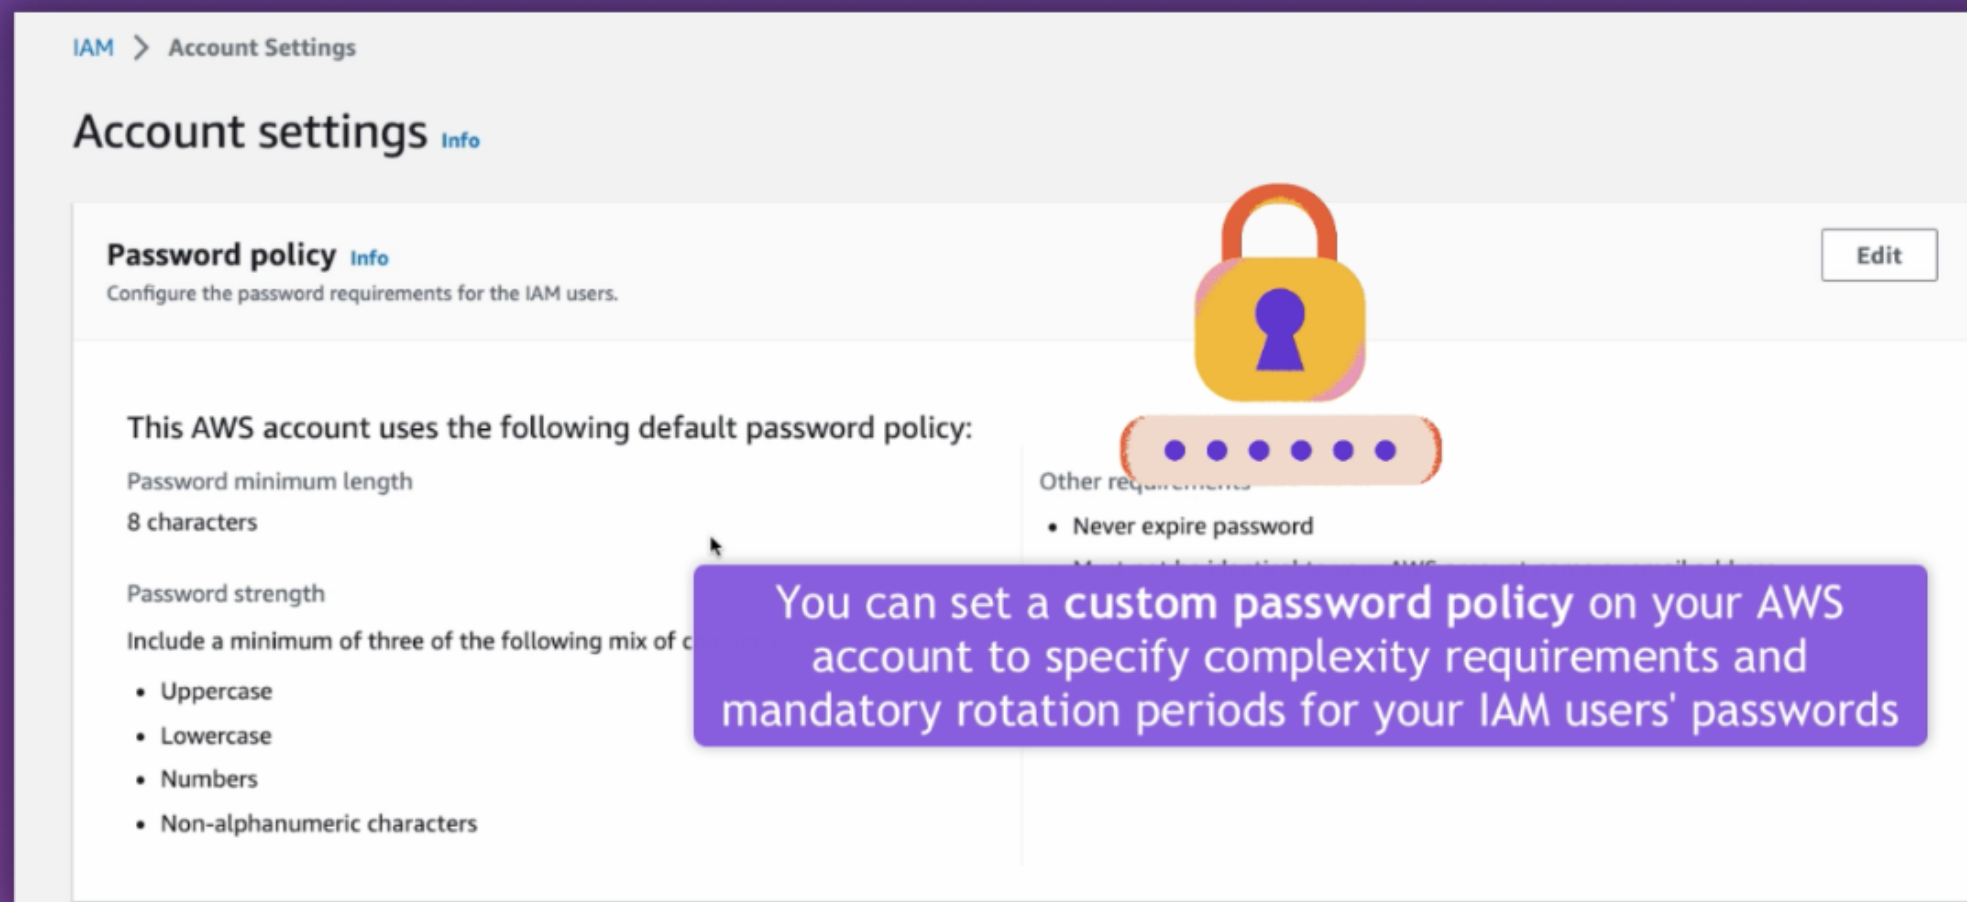 IAM > Account Settings
Account settings Info
Password policy Info
Edit
Configure the password requirements for the IAM users.
This AWS account uses the following default password policy:
Password minimum length
8 characters
Password strength
Include a minimum of three of the following mix of
• Uppercase
• Lowercase
• Numbers
• Non-alphanumeric characters
Other requirements
• Never expire password
You can set a custom password policy on your AWS
account to specify complexity requirements and
mandatory rotation periods for your IAM users' passwords